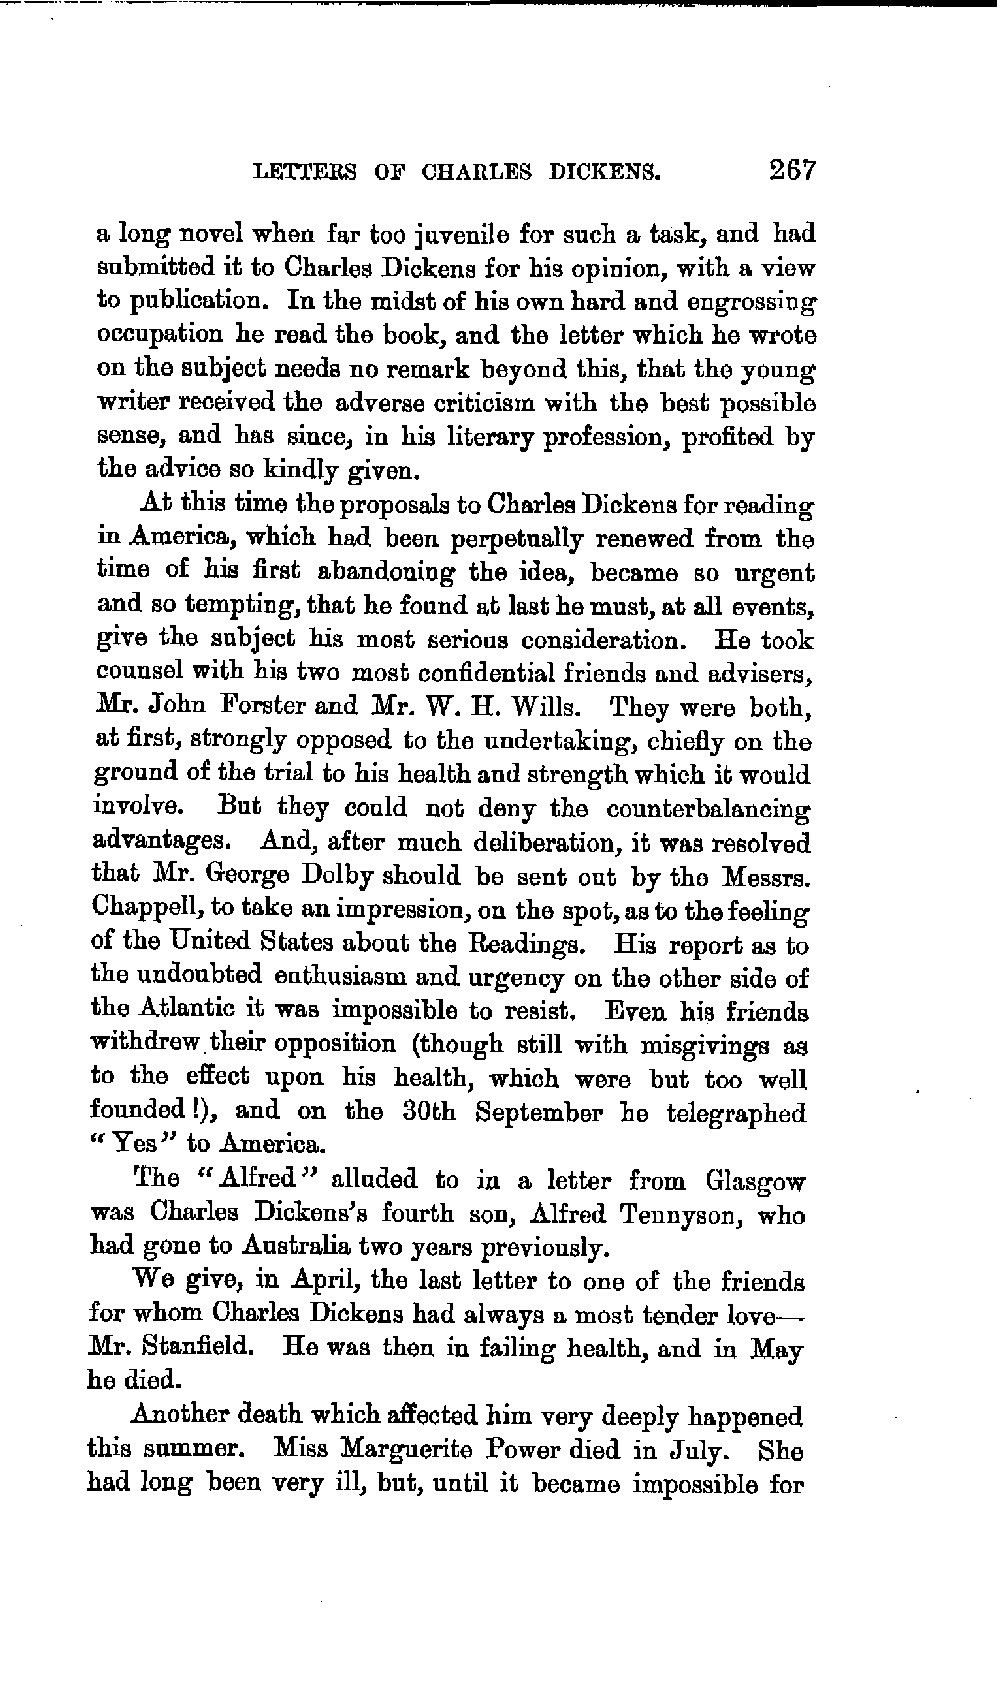 LETTERS OF CHARLES DICKENS. 267
a long novel when far too juvenile for such a task, and had
submitted it to Charles Dickens for his opinion, with a view
to publication. In the midst of his own hard and engrossing
occupation he read the book, and the letter which he wrote
on the subject needs no remark beyond this, that the young
writer received the adverse criticism with the best possible
sense, and has since, in his literary profession, profited by
the advice so kindly given.
At this time the proposals to Charles Dickens for reading
in America, which had been perpetually renewed from the
time of his first abandoning the idea, became so urgent
and so tempting, that he found at last he must, at all events,
give the subject his most serious consideration. He took
counsel with his two most confidential friends and advisers,
Mr. John Forster and Mr. W. H. Wills. They were both,
at first, strongly opposed to the undertaking, chiefly on the
ground of the trial to his health and strength which it would
involve. But they could not deny the counterbalancing
advantages. And, after much deliberation, it was resolved
that Mr. George Dolby should be sent out by the Messrs.
Chappell, to take an impression, on the spot, as to the feeling
of the United States about the Readings. His report as to
the undoubted enthusiasm and urgency on the other side of
the Atlantic it was impossible to resist. Even his friends
withdrew their opposition (though still with misgivings as
to the effect upon his health, which were but too well
founded!), and on the 30th September he telegraphed
"Yes" to America.
The "Alfred" alluded to in a letter from Glasgow
was Charles Dickens's fourth son, Alfred Tennyson, who
had gone to Australia two years previously.
We give, in April, the last letter to one of the friends
for whom Charles Dickens had always a most tender love—
Mr. Stanfield. He was then in failing health, and in May
he died.
Another death which affected him very deeply happened
this summer. Miss Marguerite Power died in July. She
had long been very ill, but, until it became impossible for